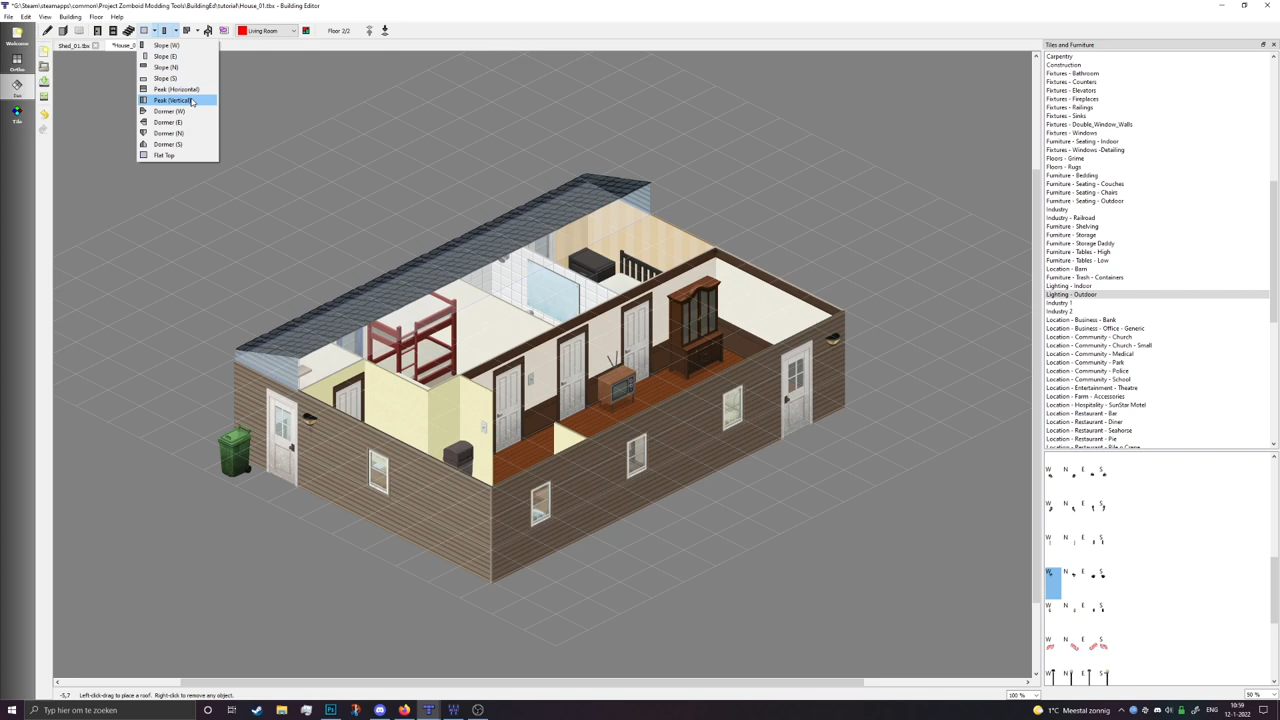 *G:\Steam\steamapps\common\Project Zomboid Modding Tools\BuildingEd\tutorial\House_01.tbx - Building Editor
File Edit View Building Floor Help
Living Room
Floor 2/2
Welcome
Ortho
Iso
Tile
Shed_01.tbx
*House_0
Slope (W)
Slope (E)
Slope (N)
Slope (S)
Peak (Horizontal)
Peak (Vertical)
Dormer (W)
Dormer (E)
Dormer (N)
Dormer (S)
Flat Top
Tiles and Furniture
Carpentry
Construction
Fixtures - Bathroom
Fixtures - Counters
Fixtures - Elevators
Fixtures - Fireplaces
Fixtures - Railings
Fixtures - Double_Window_Walls
Fixtures - Windows
Fixtures - Windows -Detailing
Furniture - Seating - Indoor
Floors - Grime
Floors - Rugs
Furniture - Bedding
Furniture - Seating - Couches
Furniture - Seating - Chairs
Furniture - Seating - Outdoor
Industry
Industry - Railroad
Furniture - Shelving
Furniture - Storage
Furniture - Storage Daddy
Furniture - Tables - High
Furniture - Tables - Low
Location - Barn
Furniture - Trash - Containers
Lighting - Indoor
Lighting - Outdoor
Industry 1
Industry 2
Location - Business - Bank
Location - Business - Office - Generic
Location - Community - Church
Location - Community - Church - Small
Location - Community - Medical
Location - Community - Park
Location - Community - Police
Location - Community - School
Location - Entertainment - Theatre
Location - Farm - Accessories
Location - Hospitality - SunStar Motel
Location - Restaurant - Bar
Location - Restaurant - Diner
Location - Restaurant - Seahorse
Location - Restaurant - Pie
W N E S
W N E S
W N E S
W N E S
W N E S
W N E S
W N E S
-5,7 Left-click-drag to place a roof. Right-click to remove any object.
100 %
50 %
Typ hier om te zoeken
1°C Meestal zonnig
ENG
10:59
12-1-2022